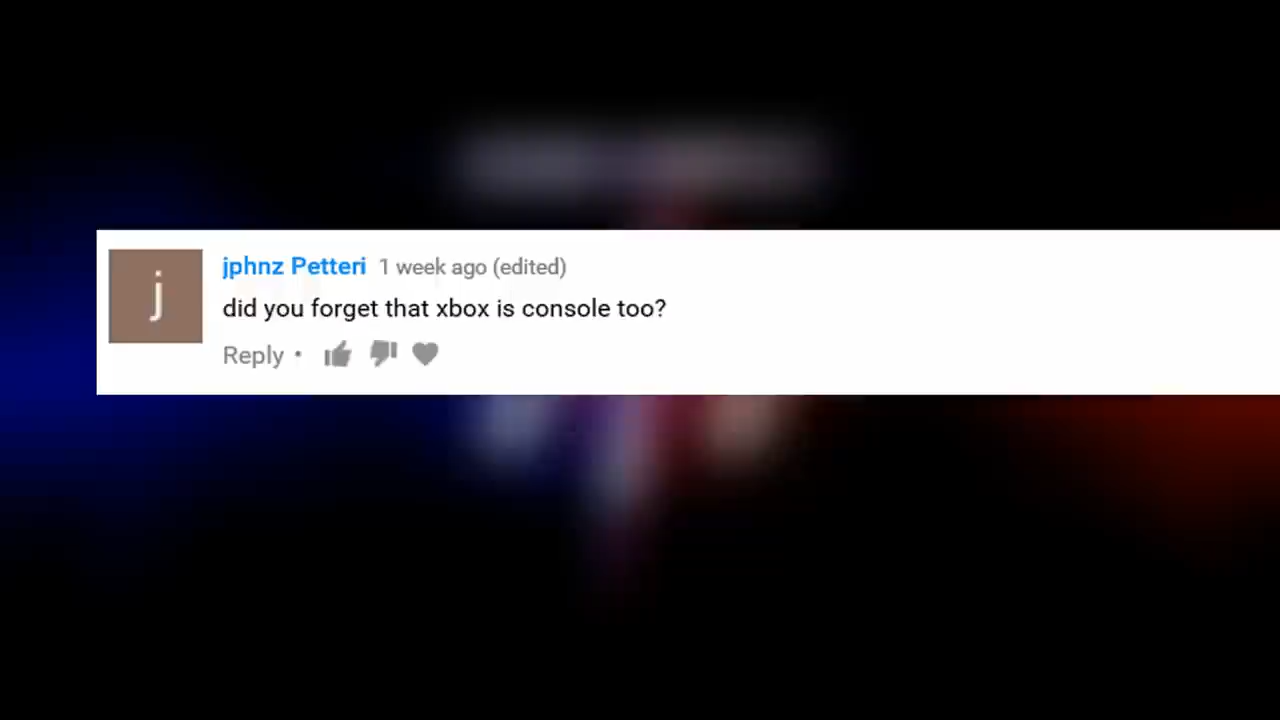 j
jphnz Petteri 1 week ago (edited)
did you forget that xbox is console too?
Reply •